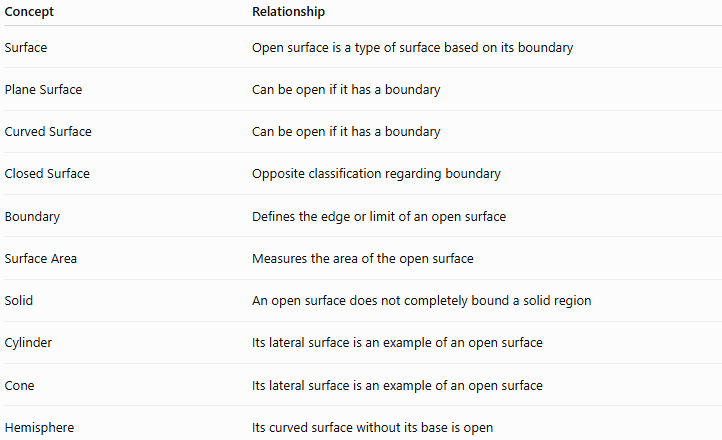 Concept Relationship
Surface Open surface is a type of surface based on its boundary
Plane Surface Can be open if it has a boundary
Curved Surface Can be open if it has a boundary
Closed Surface Opposite classification regarding boundary
Boundary Defines the edge or limit of an open surface
Surface Area Measures the area of the open surface
Solid An open surface does not completely bound a solid region
Cylinder Its lateral surface is an example of an open surface
Cone Its lateral surface is an example of an open surface
Hemisphere Its curved surface without its base is open